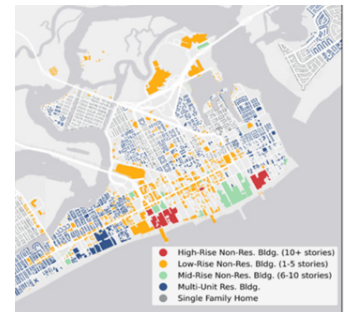 High-Rise Non-Res. Bldg. (10+ stories)
Low-Rise Non-Res. Bldg. (1-5 stories)
Mid-Rise Non-Res. Bldg. (6-10 stories)
Multi-Unit Res. Bldg.
Single Family Home